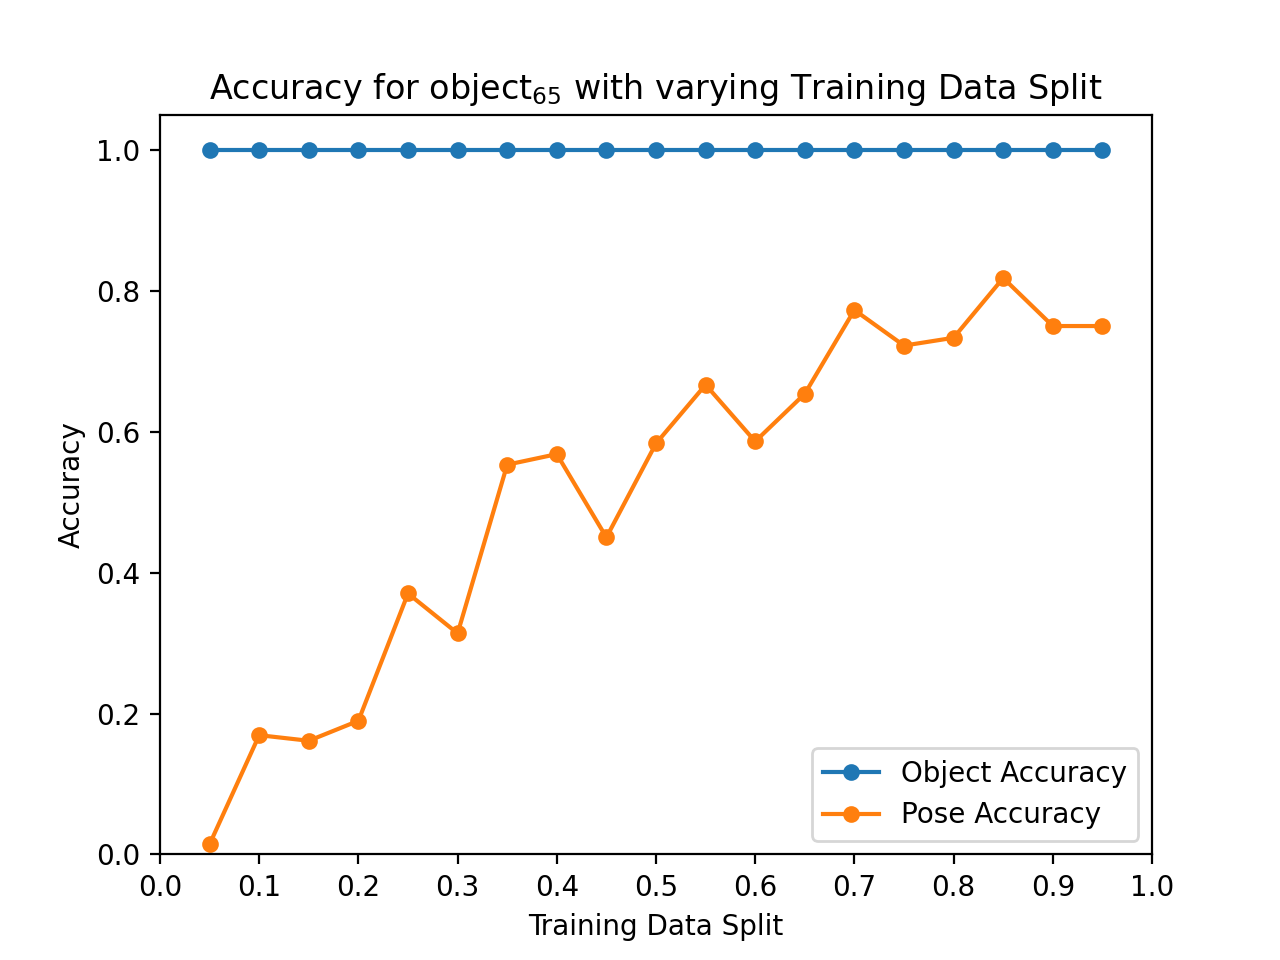 Accuracy for object₆₅ with varying Training Data Split
1.0
0.8
0.6
0.4
0.2
0.0
Accuracy
Object Accuracy
Pose Accuracy
0.0 0.1 0.2 0.3 0.4 0.5 0.6 0.7 0.8 0.9 1.0
Training Data Split